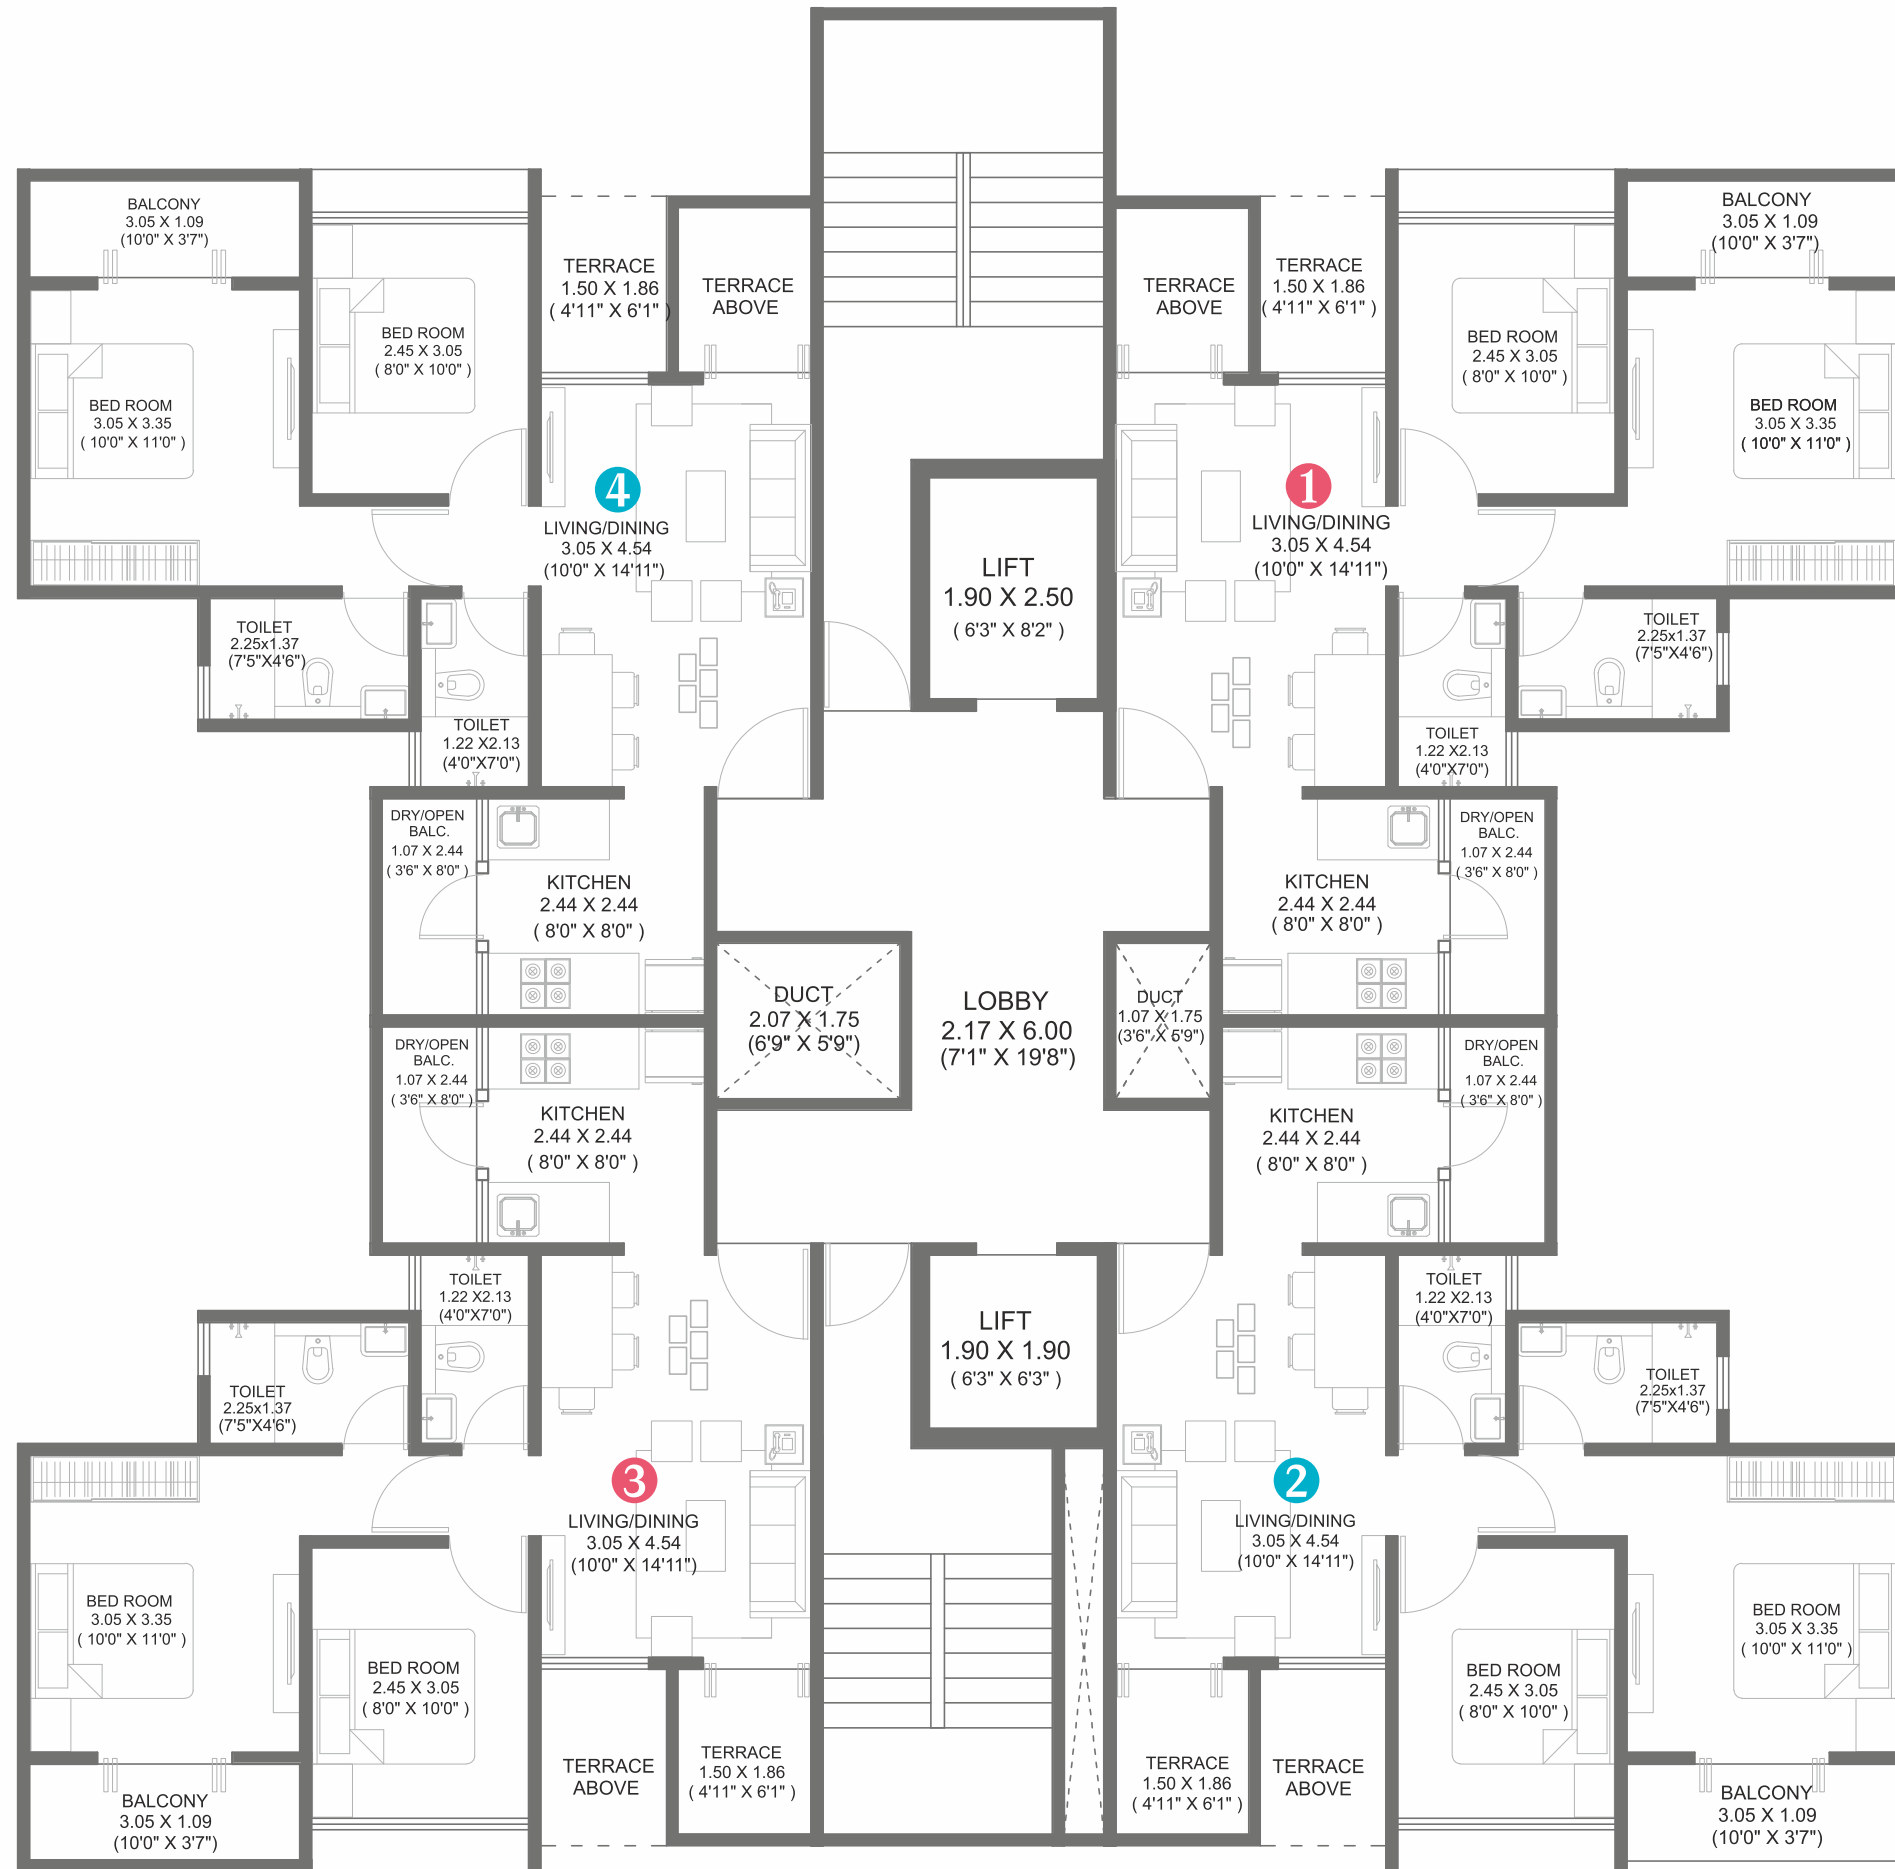 BALCONY
3.05 X 1.09
(10'0" X 3'7")
TERRACE
1.50 X 1.86
( 4'11" X 6'1" )
TERRACE
ABOVE
TERRACE
ABOVE
TERRACE
1.50 X 1.86
( 4'11" X 6'1" )
BALCONY
3.05 X 1.09
(10'0" X 3'7")
BED ROOM
3.05 X 3.35
( 10'0" X 11'0" )
BED ROOM
2.45 X 3.05
( 8'0" X 10'0" )
BED ROOM
2.45 X 3.05
( 8'0" X 10'0" )
BED ROOM
3.05 X 3.35
( 10'0" X 11'0" )
4
LIVING/DINING
3.05 X 4.54
(10'0" X 14'11")
LIFT
1.90 X 2.50
( 6'3" X 8'2" )
1
LIVING/DINING
3.05 X 4.54
(10'0" X 14'11")
TOILET
2.25x1.37
(7'5"X4'6")
TOILET
1.22 X2.13
(4'0"X7'0")
TOILET
1.22 X2.13
(4'0"X7'0")
TOILET
2.25x1.37
(7'5"X4'6")
DRY/OPEN
BALC.
1.07 X 2.44
( 3'6" X 8'0" )
KITCHEN
2.44 X 2.44
( 8'0" X 8'0" )
KITCHEN
2.44 X 2.44
( 8'0" X 8'0" )
DRY/OPEN
BALC.
1.07 X 2.44
( 3'6" X 8'0" )
DUCT
2.07 X 1.75
(6'9" X 5'9")
LOBBY
2.17 X 6.00
(7'1" X 19'8")
DUCT
1.07 X 1.75
(3'6" X 5'9")
DRY/OPEN
BALC.
1.07 X 2.44
( 3'6" X 8'0" )
KITCHEN
2.44 X 2.44
( 8'0" X 8'0" )
KITCHEN
2.44 X 2.44
( 8'0" X 8'0" )
DRY/OPEN
BALC.
1.07 X 2.44
( 3'6" X 8'0" )
TOILET
2.25x1.37
(7'5"X4'6")
TOILET
1.22 X2.13
(4'0"X7'0")
LIFT
1.90 X 1.90
( 6'3" X 6'3" )
TOILET
1.22 X2.13
(4'0"X7'0")
TOILET
2.25x1.37
(7'5"X4'6")
3
LIVING/DINING
3.05 X 4.54
(10'0" X 14'11")
2
LIVING/DINING
3.05 X 4.54
(10'0" X 14'11")
BED ROOM
3.05 X 3.35
( 10'0" X 11'0" )
BED ROOM
2.45 X 3.05
( 8'0" X 10'0" )
BED ROOM
2.45 X 3.05
( 8'0" X 10'0" )
BED ROOM
3.05 X 3.35
( 10'0" X 11'0" )
BALCONY
3.05 X 1.09
(10'0" X 3'7")
TERRACE
ABOVE
TERRACE
1.50 X 1.86
( 4'11" X 6'1" )
TERRACE
1.50 X 1.86
( 4'11" X 6'1" )
TERRACE
ABOVE
BALCONY
3.05 X 1.09
(10'0" X 3'7")